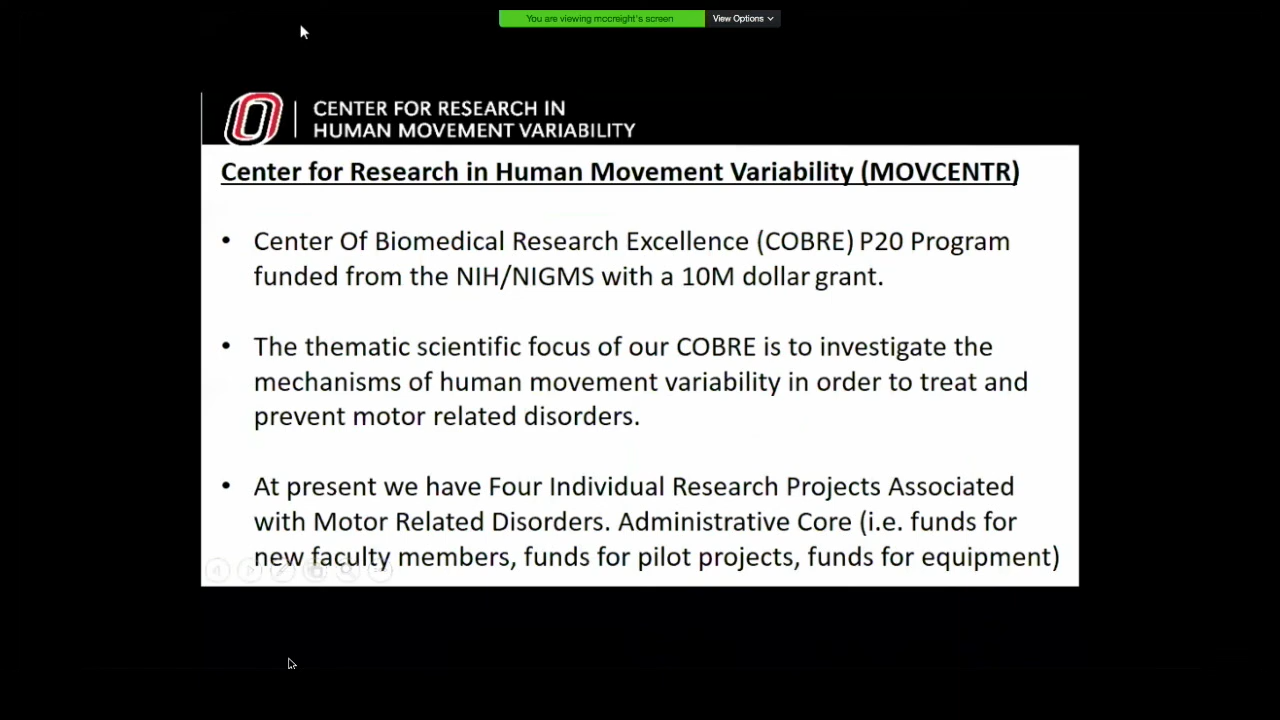 You are viewing mccreight's screen
View Options
CENTER FOR RESEARCH IN
HUMAN MOVEMENT VARIABILITY
Center for Research in Human Movement Variability (MOVCENTR)
• Center Of Biomedical Research Excellence (COBRE) P20 Program
funded from the NIH/NIGMS with a 10M dollar grant.
• The thematic scientific focus of our COBRE is to investigate the
mechanisms of human movement variability in order to treat and
prevent motor related disorders.
• At present we have Four Individual Research Projects Associated
with Motor Related Disorders. Administrative Core (i.e. funds for
new faculty members, funds for pilot projects, funds for equipment)